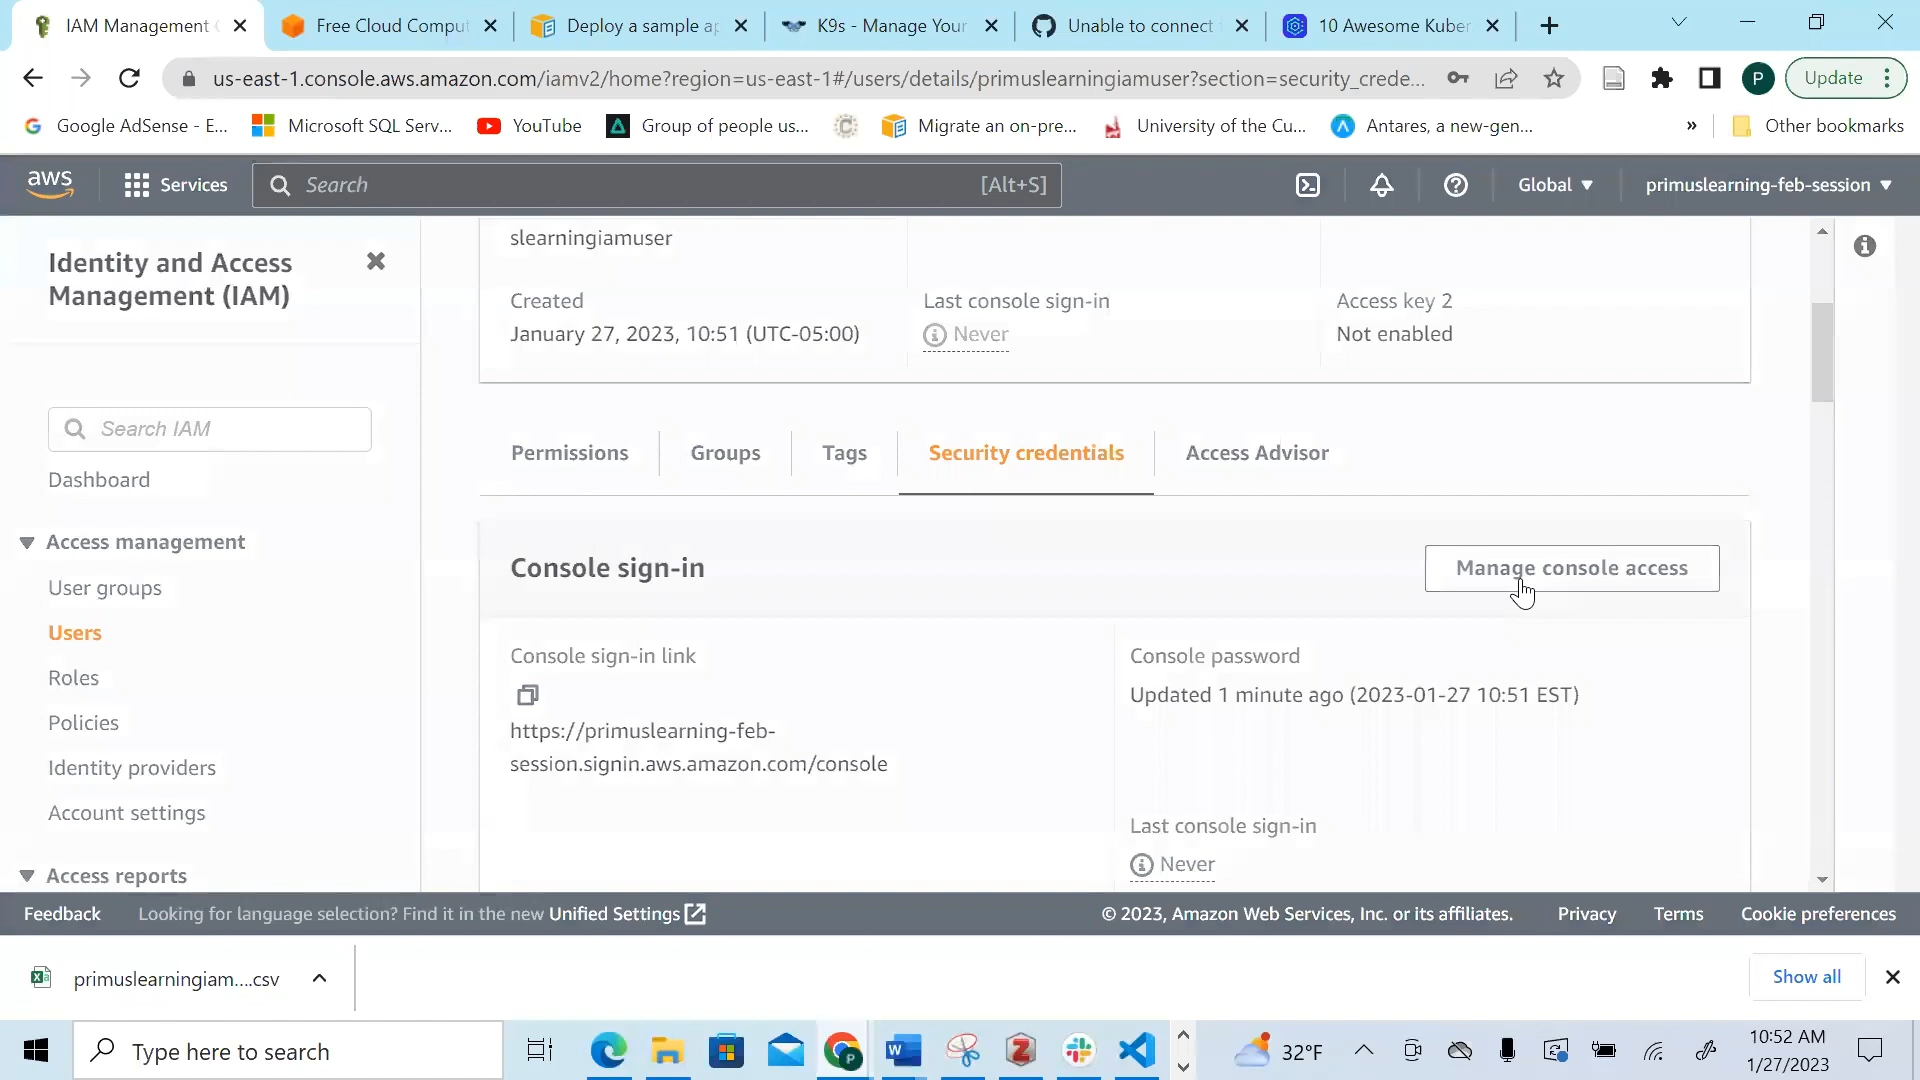 IAM Management
Free Cloud Comput
Deploy a sample ap
K9s - Manage Your
Unable to connect
10 Awesome Kuber
us-east-1.console.aws.amazon.com/iamv2/home?region=us-east-1#/users/details/primuslearningiamuser?section=security_crede...
P
Update
Google AdSense - E...
Microsoft SQL Serv...
YouTube
Group of people us...
Migrate an on-pre...
University of the Cu...
Antares, a new-gen...
»
Other bookmarks
aws
Services
Search
[Alt+S]
Global
primuslearning-feb-session
Identity and Access
Management (IAM)
Search IAM
Dashboard
Access management
User groups
Users
Roles
Policies
Identity providers
Account settings
Access reports
slearningiamuser
Created
January 27, 2023, 10:51 (UTC-05:00)
Last console sign-in
Never
Access key 2
Not enabled
Permissions
Groups
Tags
Security credentials
Access Advisor
Console sign-in
Manage console access
Console sign-in link
https://primuslearning-feb-
session.signin.aws.amazon.com/console
Console password
Updated 1 minute ago (2023-01-27 10:51 EST)
Last console sign-in
Never
Feedback
Looking for language selection? Find it in the new Unified Settings
© 2023, Amazon Web Services, Inc. or its affiliates.
Privacy
Terms
Cookie preferences
primuslearningiam....csv
Show all
Type here to search
32°F
10:52 AM
1/27/2023